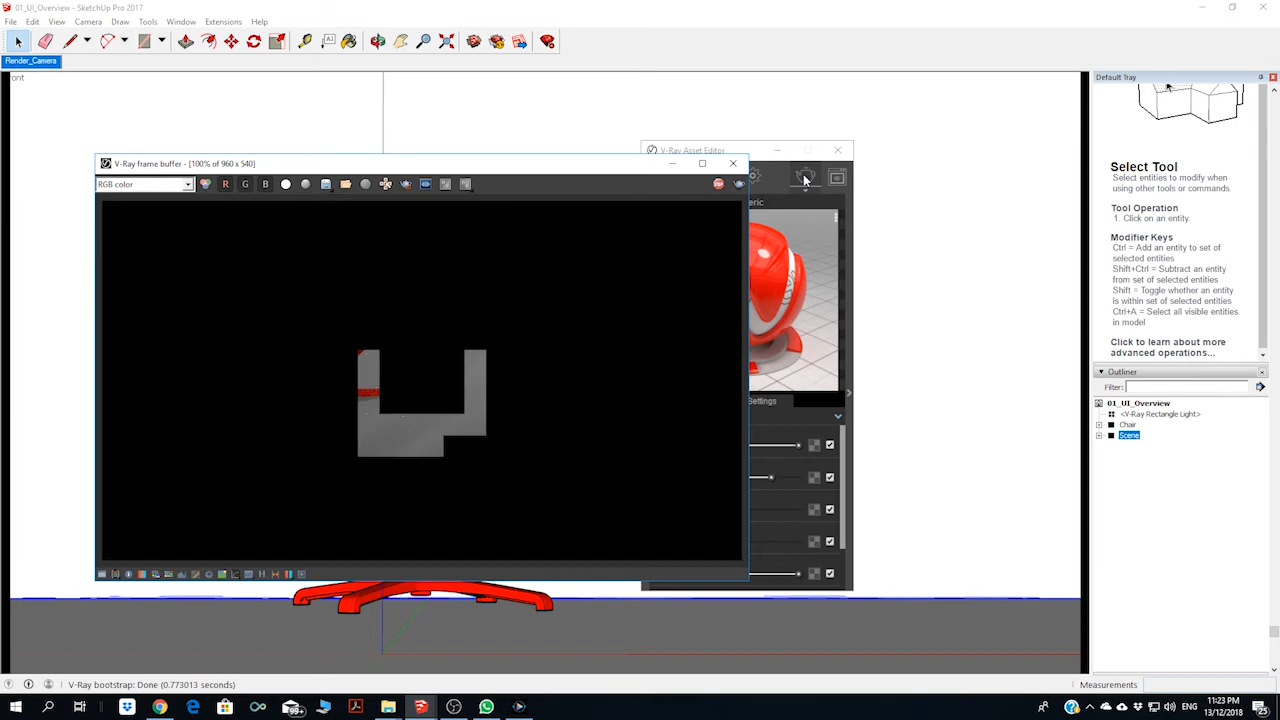 01_UI_Overview - SketchUp Pro 2017
File Edit View Camera Draw Tools Window Extensions Help
Render_Camera
ront
Default Tray
V-Ray Asset Editor
V-Ray frame buffer - [100% of 960 x 540]
RGB color
R G B
eric
Settings
Select Tool
Select entities to modify when
using other tools or commands.
Tool Operation
1. Click on an entity.
Modifier Keys
Ctrl = Add an entity to set of
selected entities
Shift+Ctrl = Subtract an entity
from set of selected entities
Shift = Toggle whether an entity
is within set of selected entities
Ctrl+A = Select all visible entities
in model
Click to learn about more
advanced operations...
Outliner
Filter:
01_UI_Overview
<V-Ray Rectangle Light>
Chair
Scene
V-Ray bootstrap: Done (0.773013 seconds)
Measurements
99+
11:23 PM
13/12/2018
25